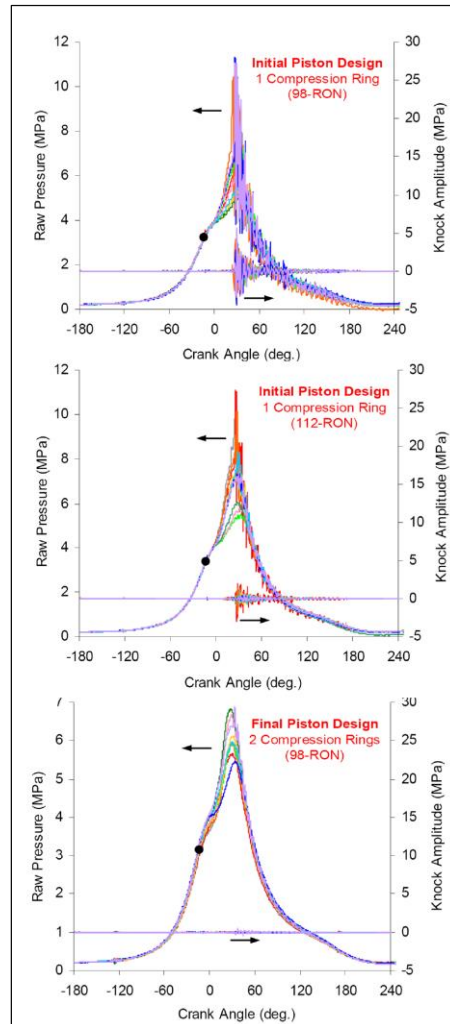 Initial Piston Design
1 Compression Ring
(98-RON)
Raw Pressure (MPa)
12
10
8
6
4
2
0
Knock Amplitude (MPa)
30
25
20
15
10
5
0
-5
-180 -120 -60 0 60 120 180 240
Crank Angle (deg.)
Initial Piston Design
1 Compression Ring
(112-RON)
Raw Pressure (MPa)
12
10
8
6
4
2
0
Knock Amplitude (MPa)
30
25
20
15
10
5
0
-5
-180 -120 -60 0 60 120 180 240
Crank Angle (deg.)
Final Piston Design
2 Compression Rings
(98-RON)
Raw Pressure (MPa)
7
6
5
4
3
2
1
0
Knock Amplitude (MPa)
30
25
20
15
10
5
0
-5
-180 -120 -60 0 60 120 180 240
Crank Angle (deg.)